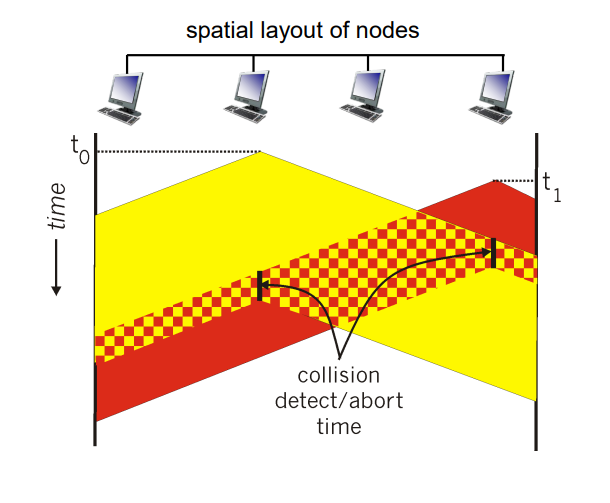 spatial layout of nodes
t0
t1
time
collision
detect/abort
time